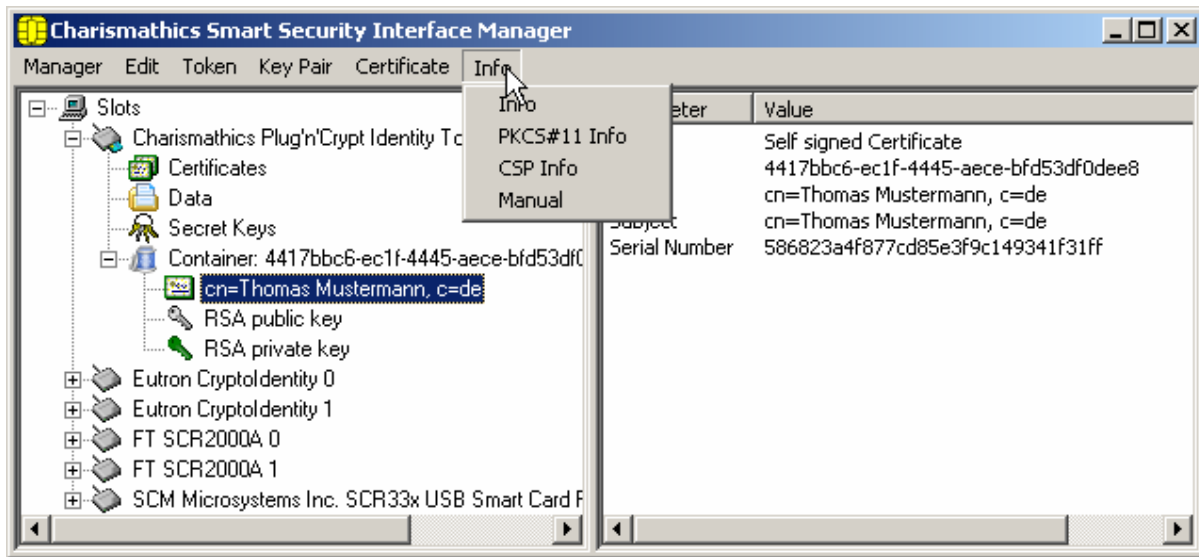 Charismathics Smart Security Interface Manager
Manager Edit Token Key Pair Certificate Info
Slots
Charismathics Plug'n'Crypt Identity To
Certificates
Data
Secret Keys
Container: 4417bbc6-ec1f-4445-aece-bfd53df0
cn=Thomas Mustermann, c=de
RSA public key
RSA private key
Eutron CryptoIdentity 0
Eutron CryptoIdentity 1
FT SCR2000A 0
FT SCR2000A 1
SCM Microsystems Inc. SCR33x USB Smart Card R
Info
PKCS#11 Info
CSP Info
Manual
eter Value
Self signed Certificate
4417bbc6-ec1f-4445-aece-bfd53df0dee8
cn=Thomas Mustermann, c=de
Subject cn=Thomas Mustermann, c=de
Serial Number 586823a4f877cd85e3f9c149341f31ff